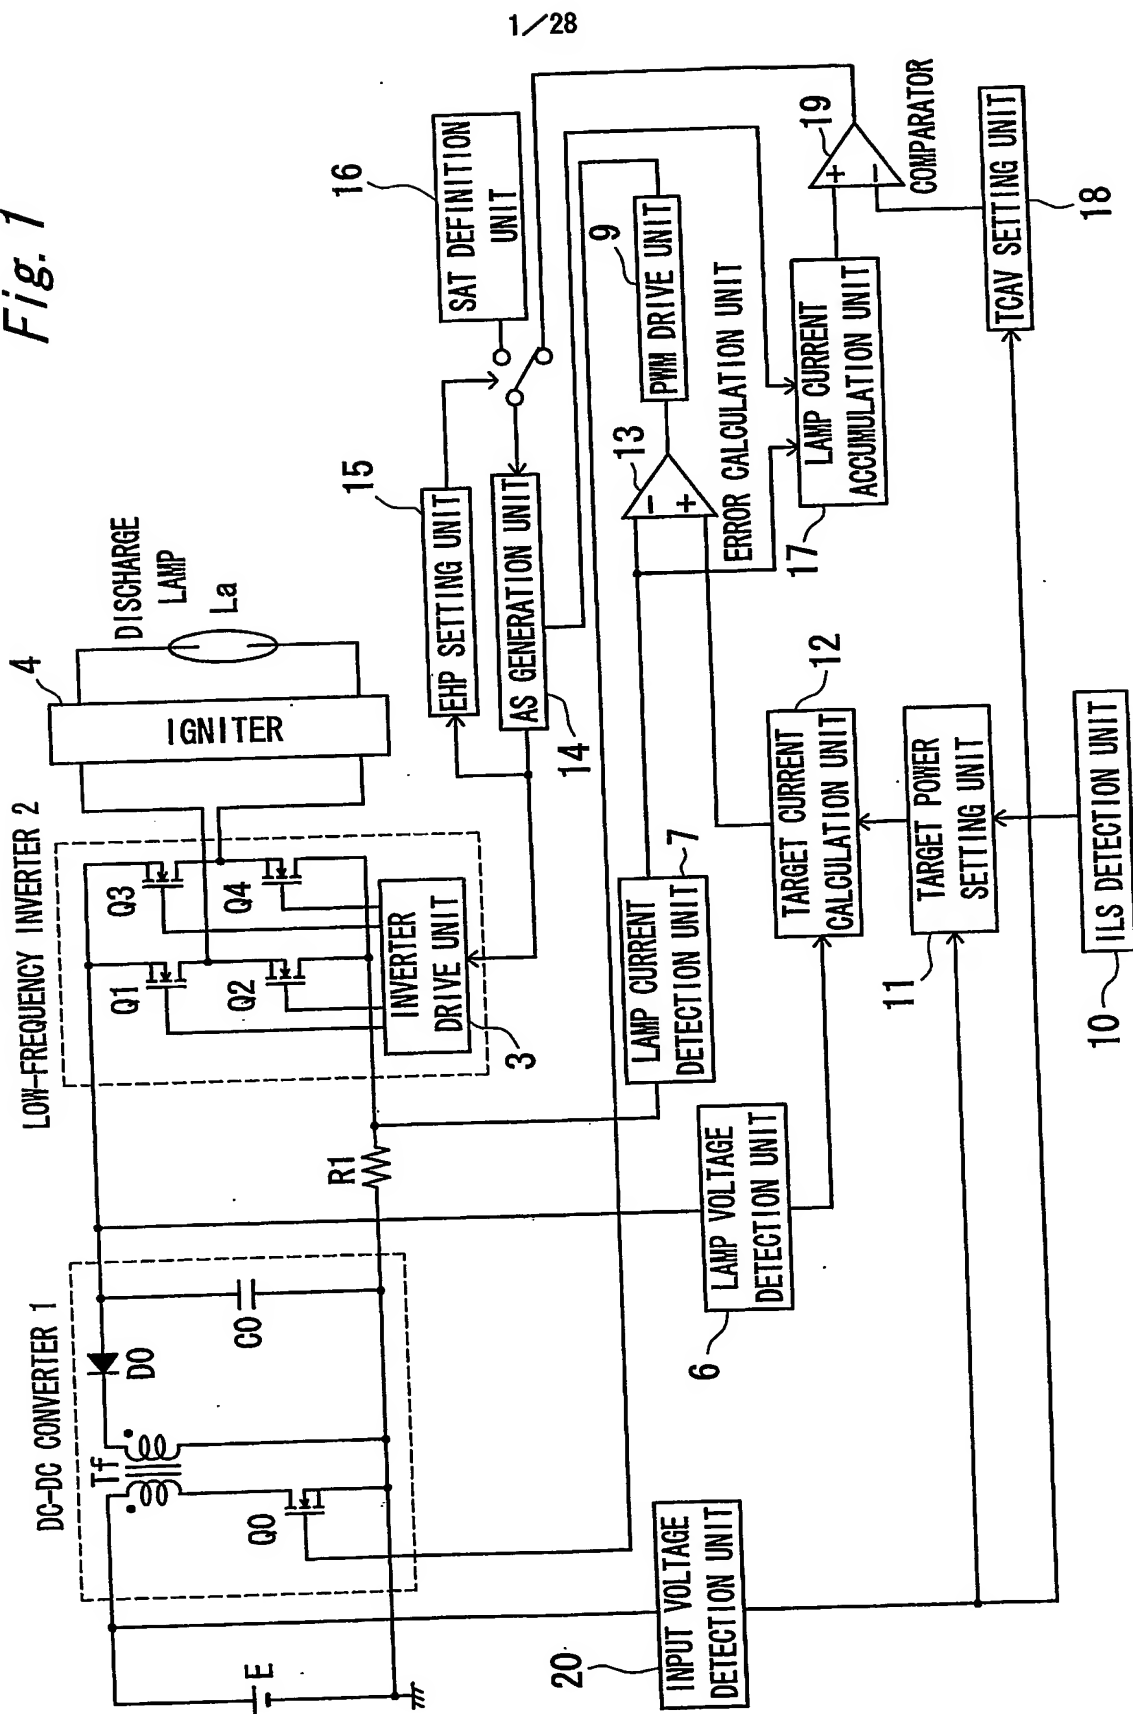 1/28
Fig. 1
DC-DC CONVERTER 1
LOW-FREQUENCY INVERTER 2
4
DISCHARGE
LAMP
La
IGNITER
Tf
D0
C0
Q0
E
R1
Q1
Q2
Q3
Q4
INVERTER
DRIVE UNIT
3
15
EHP SETTING UNIT
16
SAT DEFINITION
UNIT
AS GENERATION UNIT
14
9
PWM DRIVE UNIT
13
−
+
ERROR CALCULATION UNIT
19
+
−
COMPARATOR
LAMP CURRENT
ACCUMULATION UNIT
17
TCAV SETTING UNIT
18
LAMP CURRENT
DETECTION UNIT
7
LAMP VOLTAGE
DETECTION UNIT
6
TARGET CURRENT
CALCULATION UNIT
12
TARGET POWER
SETTING UNIT
11
ILS DETECTION UNIT
10
INPUT VOLTAGE
DETECTION UNIT
20